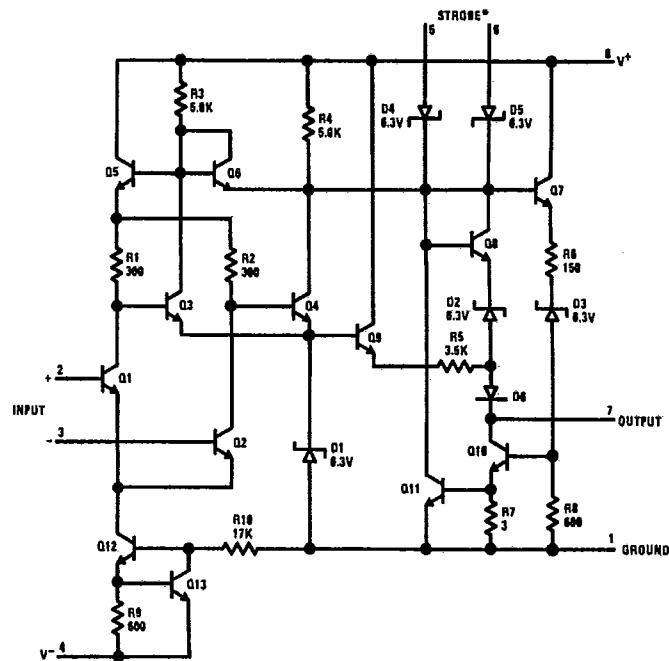 STROBE*
5
6
8
V+
R3
5.6K
R4
5.6K
D4
6.3V
D5
6.3V
Q5
Q6
Q7
R1
300
R2
300
Q8
R6
150
Q3
Q4
D2
6.3V
D3
6.3V
Q9
R5
3.5K
+
2
Q1
D6
INPUT
7
OUTPUT
-
3
Q2
D1
6.3V
Q10
Q11
R7
3
R8
600
R10
17K
1
GROUND
Q12
Q13
R9
600
V-
4